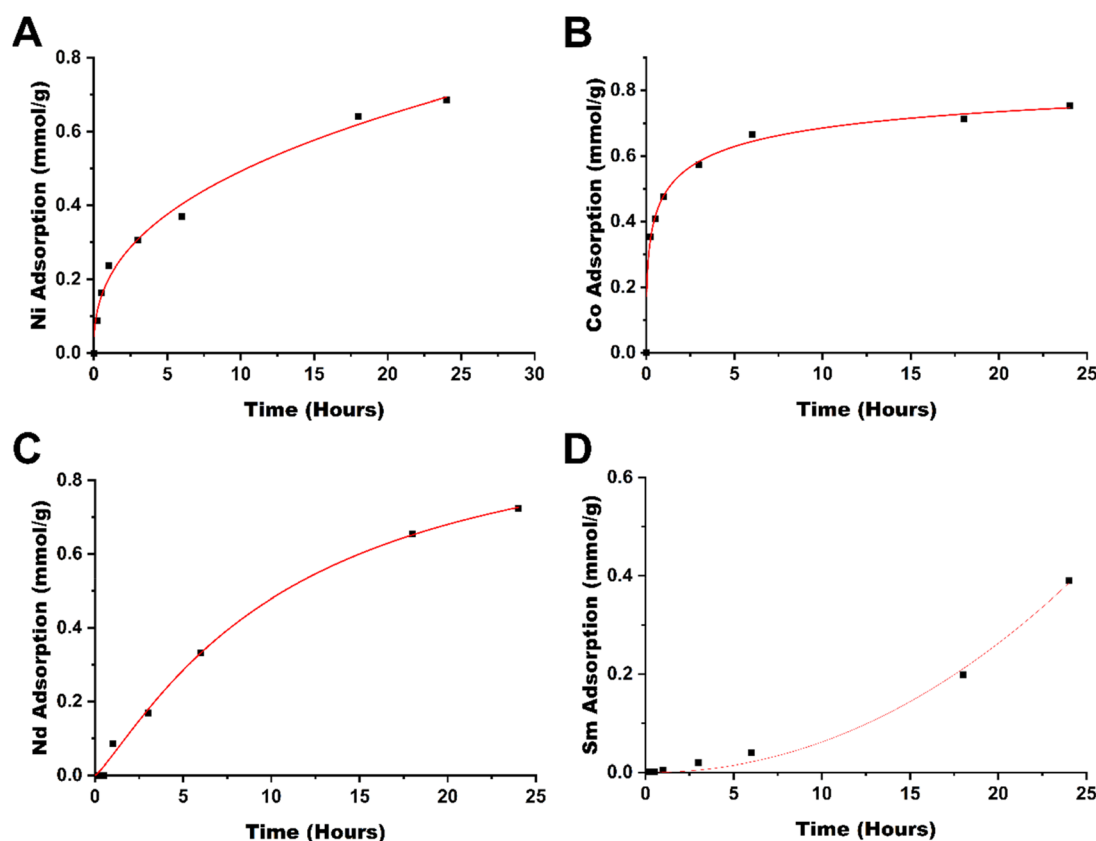 A
Ni Adsorption (mmol/g)
0.8
0.6
0.4
0.2
0.0
0 5 10 15 20 25 30
Time (Hours)
B
Co Adsorption (mmol/g)
0.8
0.6
0.4
0.2
0.0
0 5 10 15 20 25
Time (Hours)
C
Nd Adsorption (mmol/g)
0.8
0.6
0.4
0.2
0.0
0 5 10 15 20 25
Time (Hours)
D
Sm Adsorption (mmol/g)
0.6
0.4
0.2
0.0
0 5 10 15 20 25
Time (Hours)